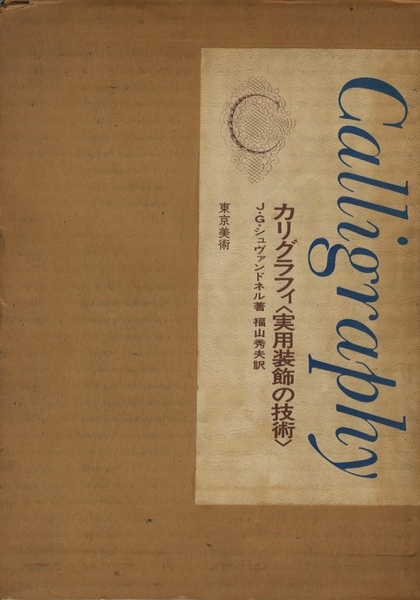 Calligraphy
カリグラフィ〈実用装飾の技術〉
J・G・シュヴァンドネル著 福山秀夫訳
東京美術
C